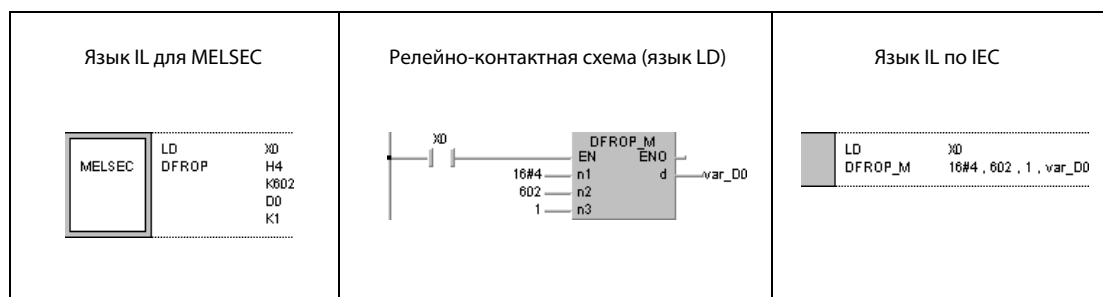 Язык IL для MELSEC
Релейно-контактная схема (язык LD)
Язык IL по IEC
MELSEC
LD X0
DFROP H4
K602
D0
K1
X0
DFROP_M
EN ENO
16#4 n1 d var_D0
602 n2
1 n3
LD X0
DFROP_M 16#4 , 602 , 1 , var_D0